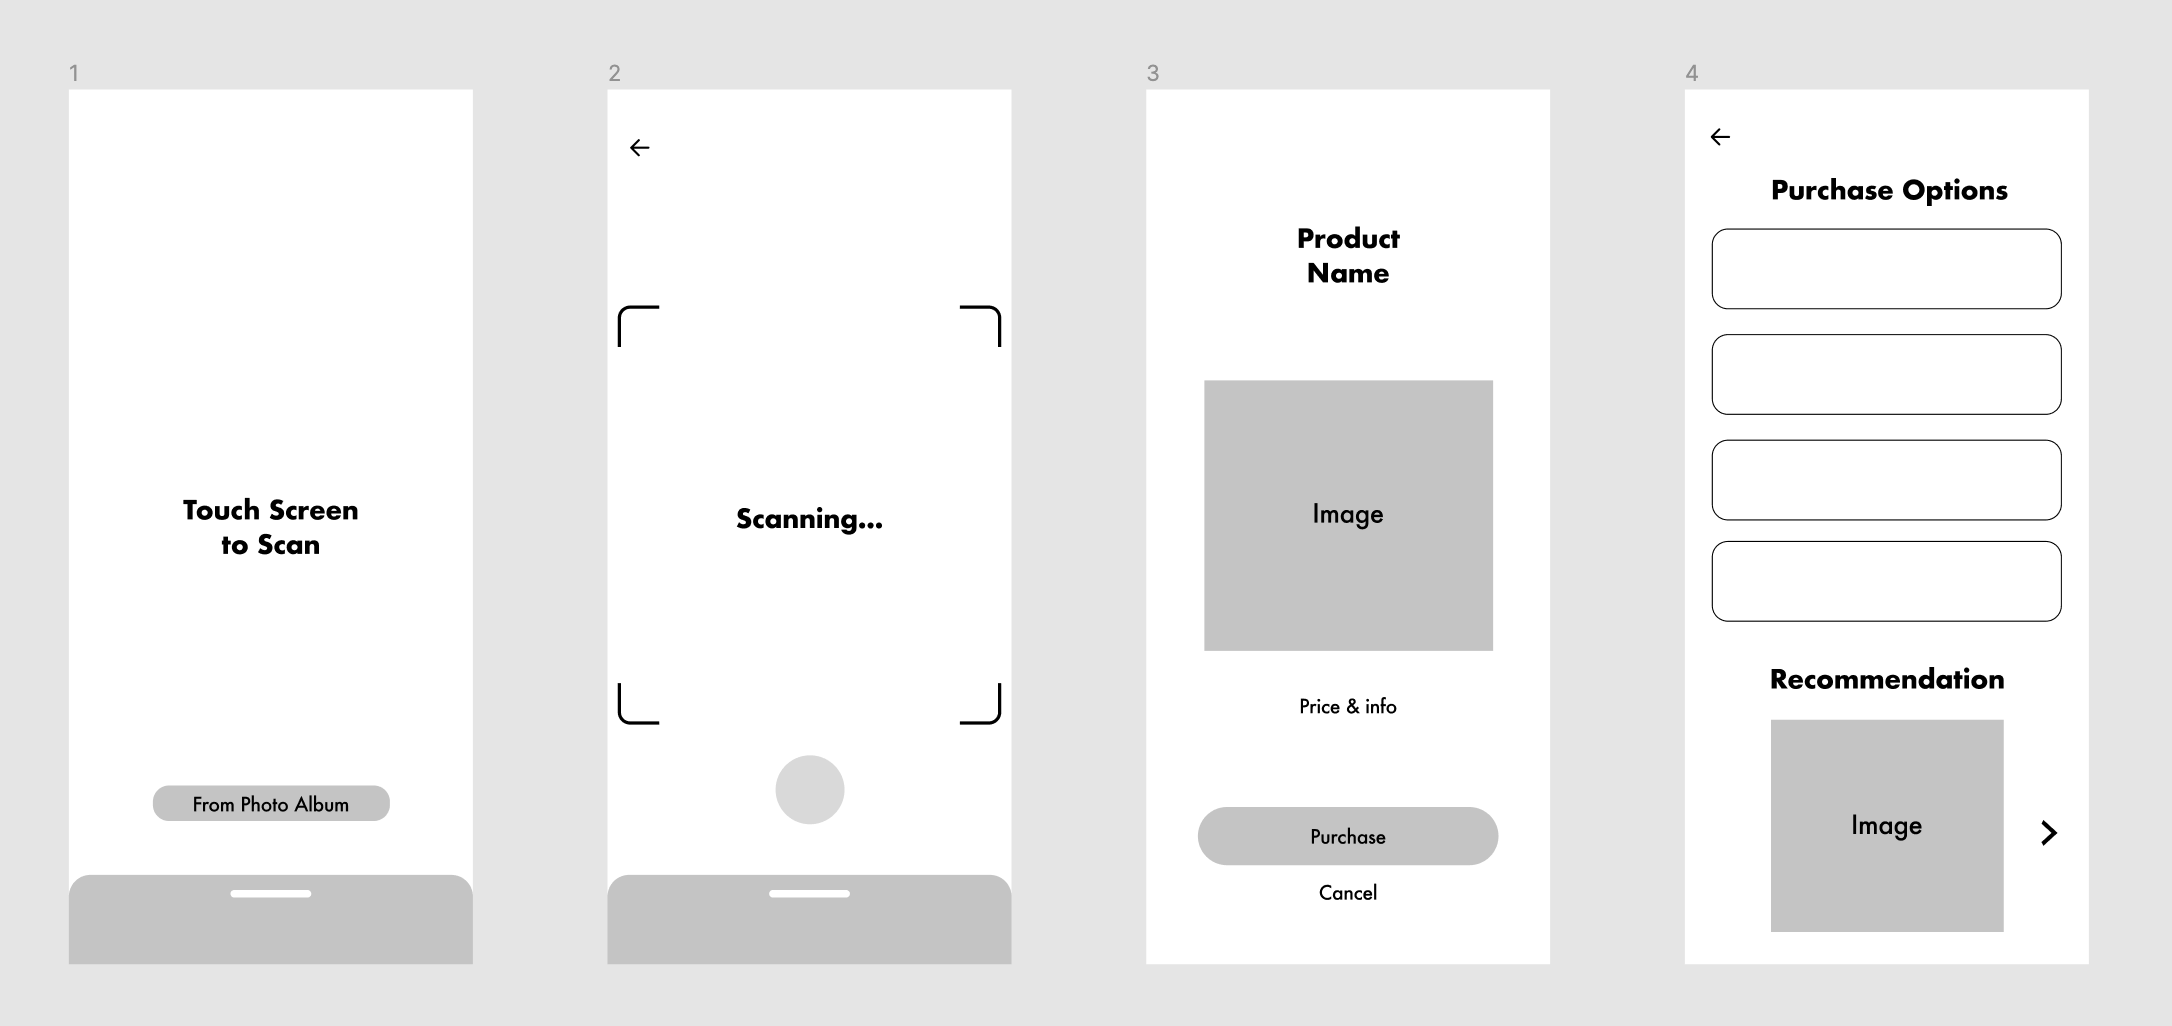 1
Touch Screen
to Scan
From Photo Album
2
Scanning...
3
Product
Name
Image
Price & info
Purchase
Cancel
4
Purchase Options
Recommendation
Image